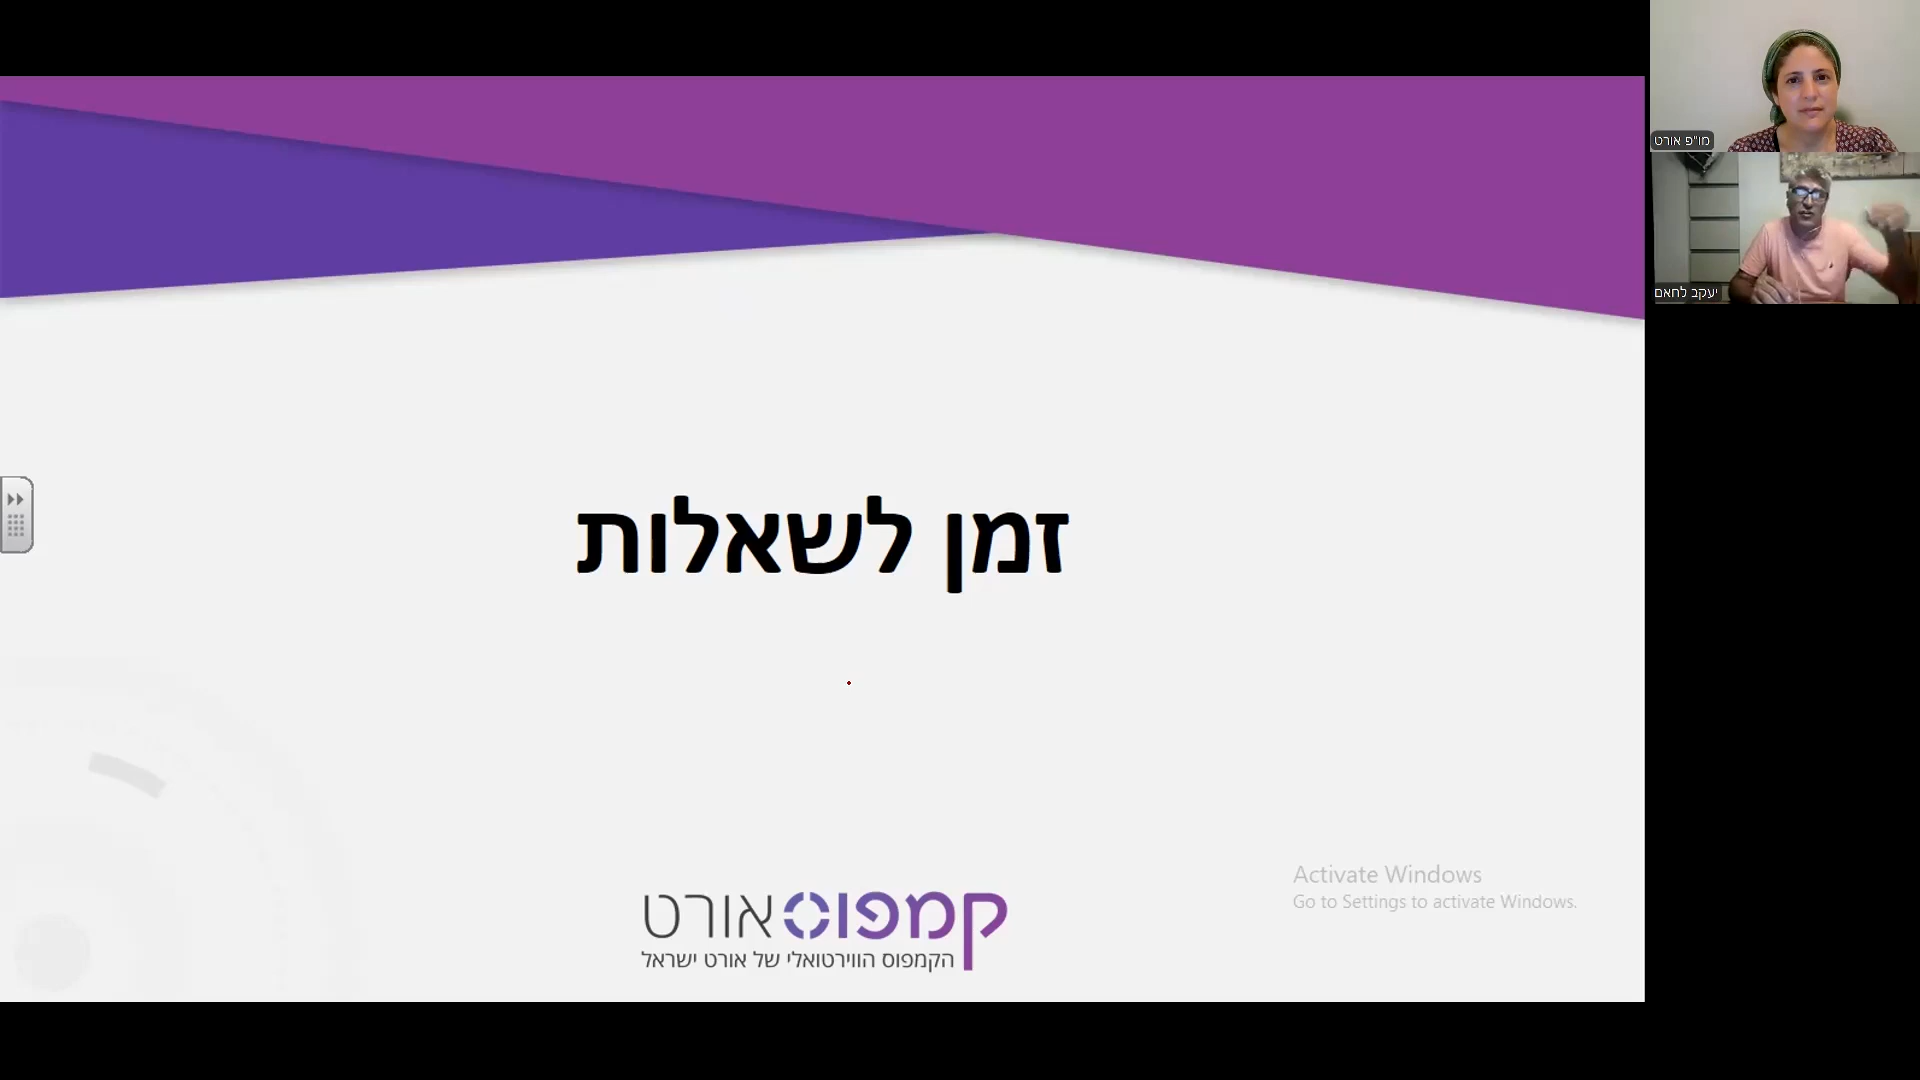 מו"פ אורט
יעקב לחאם
זמן לשאלות
Activate Windows
Go to Settings to activate Windows.
קמפוס אורט
הקמפוס הווירטואלי של אורט ישראל